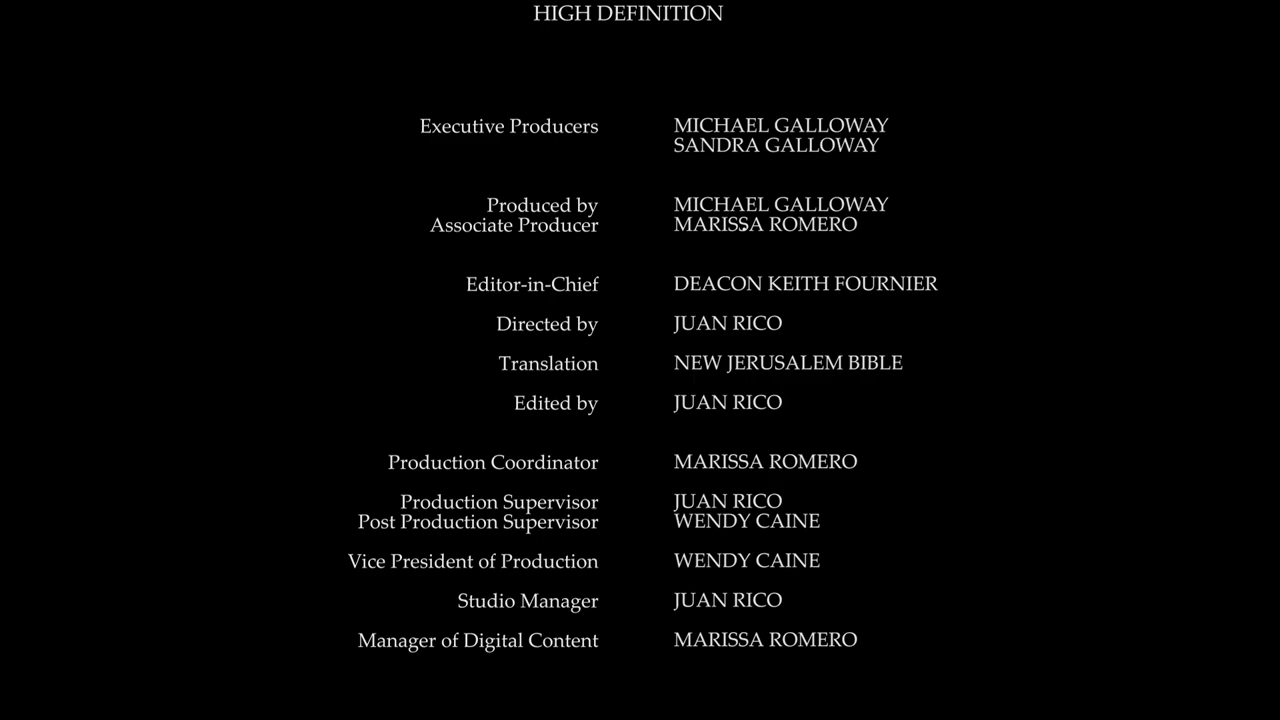 HIGH DEFINITION
Executive Producers MICHAEL GALLOWAY
SANDRA GALLOWAY
Produced by MICHAEL GALLOWAY
Associate Producer MARISSA ROMERO
Editor-in-Chief DEACON KEITH FOURNIER
Directed by JUAN RICO
Translation NEW JERUSALEM BIBLE
Edited by JUAN RICO
Production Coordinator MARISSA ROMERO
Production Supervisor JUAN RICO
Post Production Supervisor WENDY CAINE
Vice President of Production WENDY CAINE
Studio Manager JUAN RICO
Manager of Digital Content MARISSA ROMERO